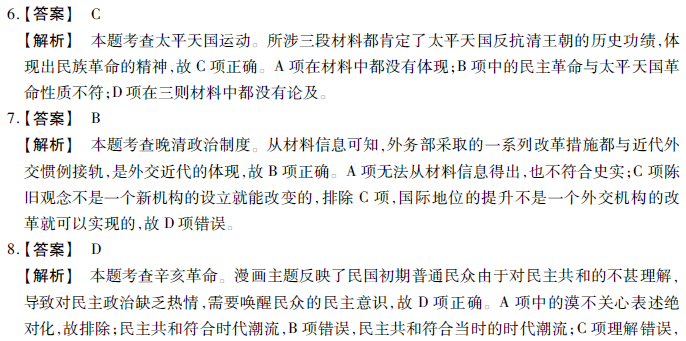 6.【答案】 C
【解析】 本题考查太平天国运动。所涉三段材料都肯定了太平天国反抗清王朝的历史功绩,体
现出民族革命的精神,故 C 项正确。A 项在材料中都没有体现;B 项中的民主革命与太平天国革
命性质不符;D 项在三则材料中都没有论及。
7.【答案】 B
【解析】 本题考查晚清政治制度。从材料信息可知,外务部采取的一系列改革措施都与近代外
交惯例接轨,是外交近代的体现,故 B 项正确。A 项无法从材料信息得出,也不符合史实;C 项陈
旧观念不是一个新机构的设立就能改变的,排除 C 项,国际地位的提升不是一个外交机构的改
革就可以实现的,故 D 项错误。
8.【答案】 D
【解析】 本题考查辛亥革命。漫画主题反映了民国初期普通民众由于对民主共和的不甚理解,
导致对民主政治缺乏热情,需要唤醒民众的民主意识,故 D 项正确。A 项中的漠不关心表述绝
对化,故排除;民主共和符合时代潮流,B 项错误,民主共和符合当时的时代潮流;C 项理解错误,